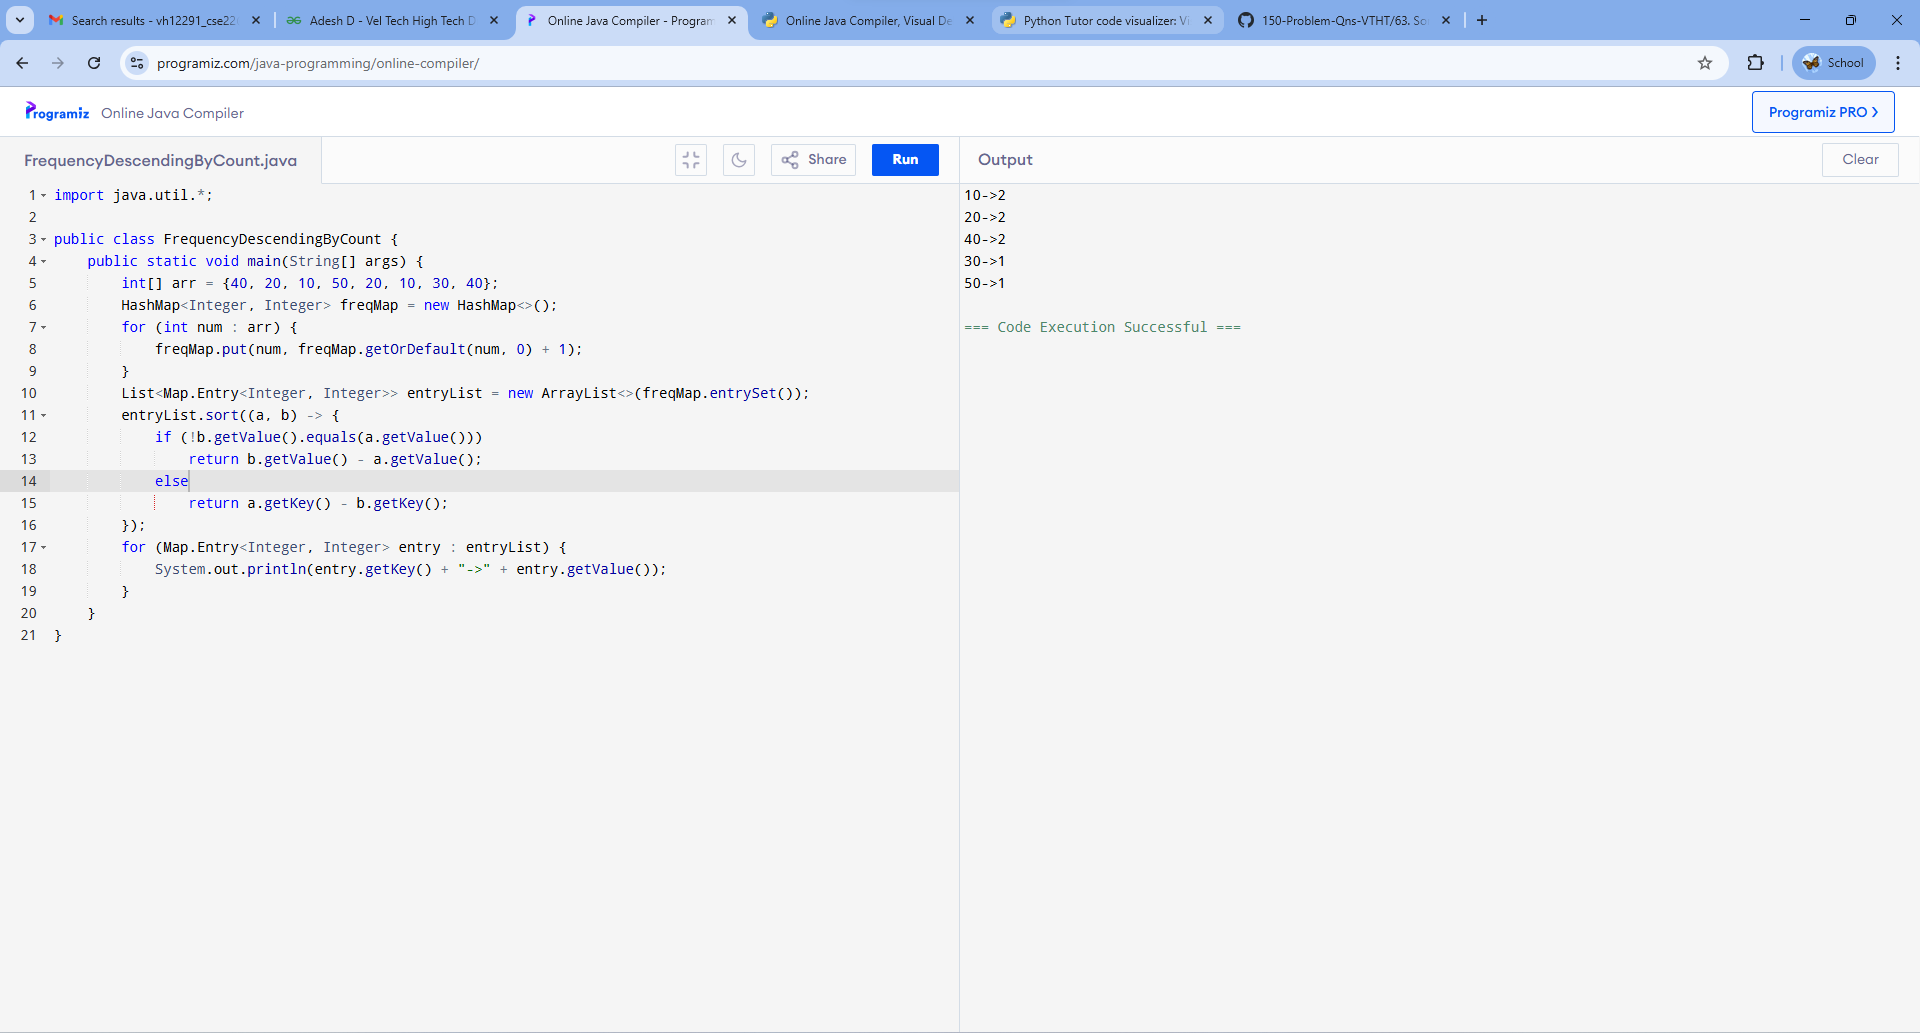 Search results - vh12291_cse22
Adesh D - Vel Tech High Tech D
Online Java Compiler - Program
Online Java Compiler, Visual De
Python Tutor code visualizer: Vi
150-Problem-Qns-VTHT/63. So
programiz.com/java-programming/online-compiler/
School
Programiz
Online Java Compiler
Programiz PRO
FrequencyDescendingByCount.java
Share
Run
Output
Clear
1 import java.util.*;
2
3 public class FrequencyDescendingByCount {
4     public static void main(String[] args) {
5         int[] arr = {40, 20, 10, 50, 20, 10, 30, 40};
6         HashMap<Integer, Integer> freqMap = new HashMap<>();
7         for (int num : arr) {
8             freqMap.put(num, freqMap.getOrDefault(num, 0) + 1);
9         }
10         List<Map.Entry<Integer, Integer>> entryList = new ArrayList<>(freqMap.entrySet());
11         entryList.sort((a, b) -> {
12             if (!b.getValue().equals(a.getValue()))
13                 return b.getValue() - a.getValue();
14             else
15                 return a.getKey() - b.getKey();
16         });
17         for (Map.Entry<Integer, Integer> entry : entryList) {
18             System.out.println(entry.getKey() + "->" + entry.getValue());
19         }
20     }
21 }
10->2
20->2
40->2
30->1
50->1
=== Code Execution Successful ===